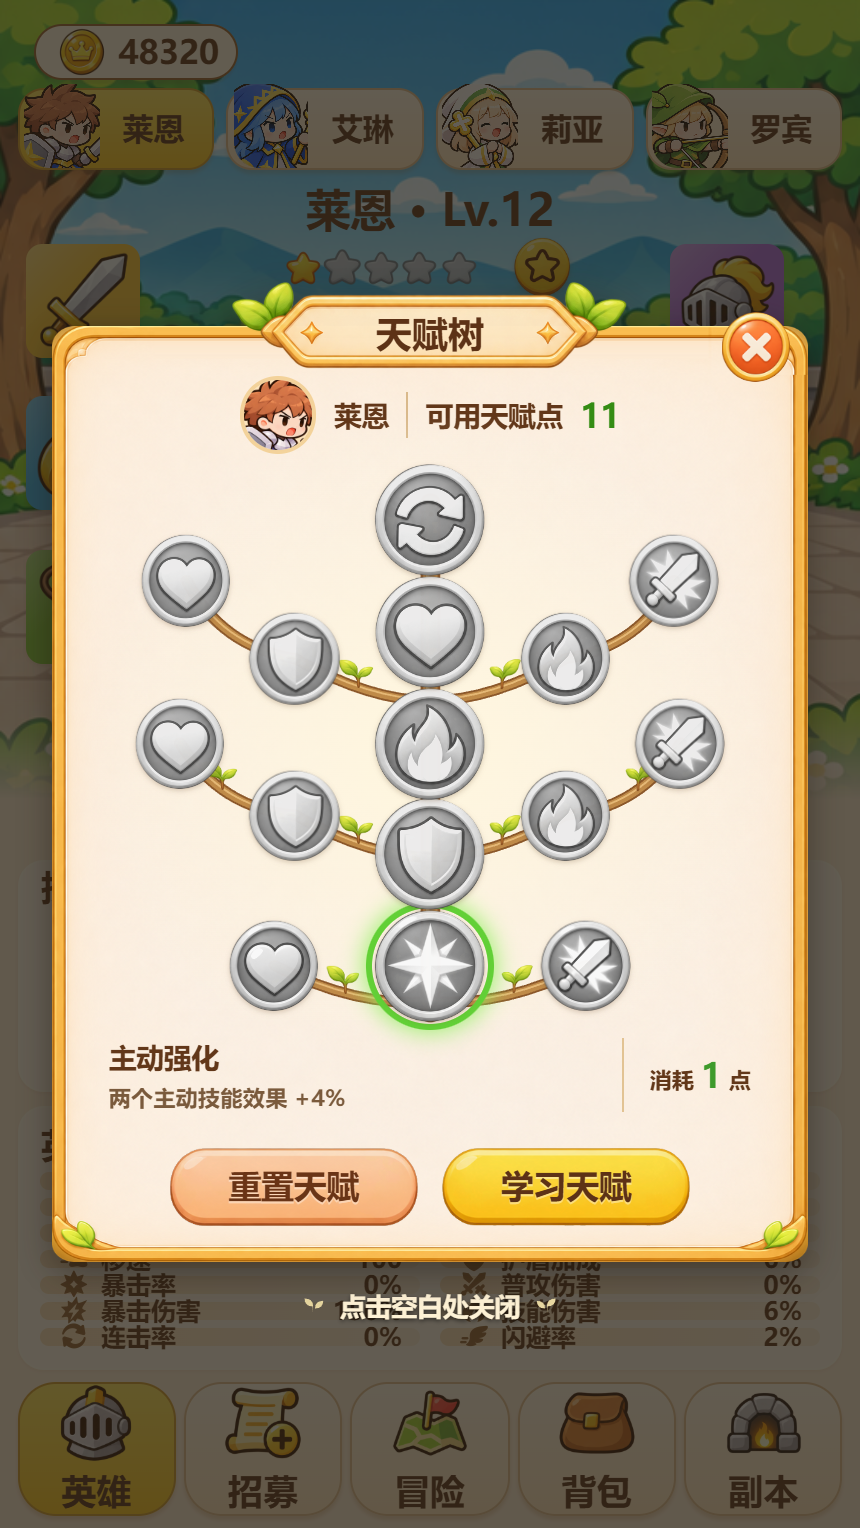 48320
莱恩
艾琳
莉亚
罗宾
莱恩・Lv.12
天赋树
莱恩
可用天赋点 11
主动强化
两个主动技能效果 +4%
消耗 1 点
重置天赋
学习天赋
暴击率 0%
普攻伤害 0%
点击空白处关闭
暴击伤害
技能伤害 6%
连击率 0%
闪避率 2%
英雄
招募
冒险
背包
副本